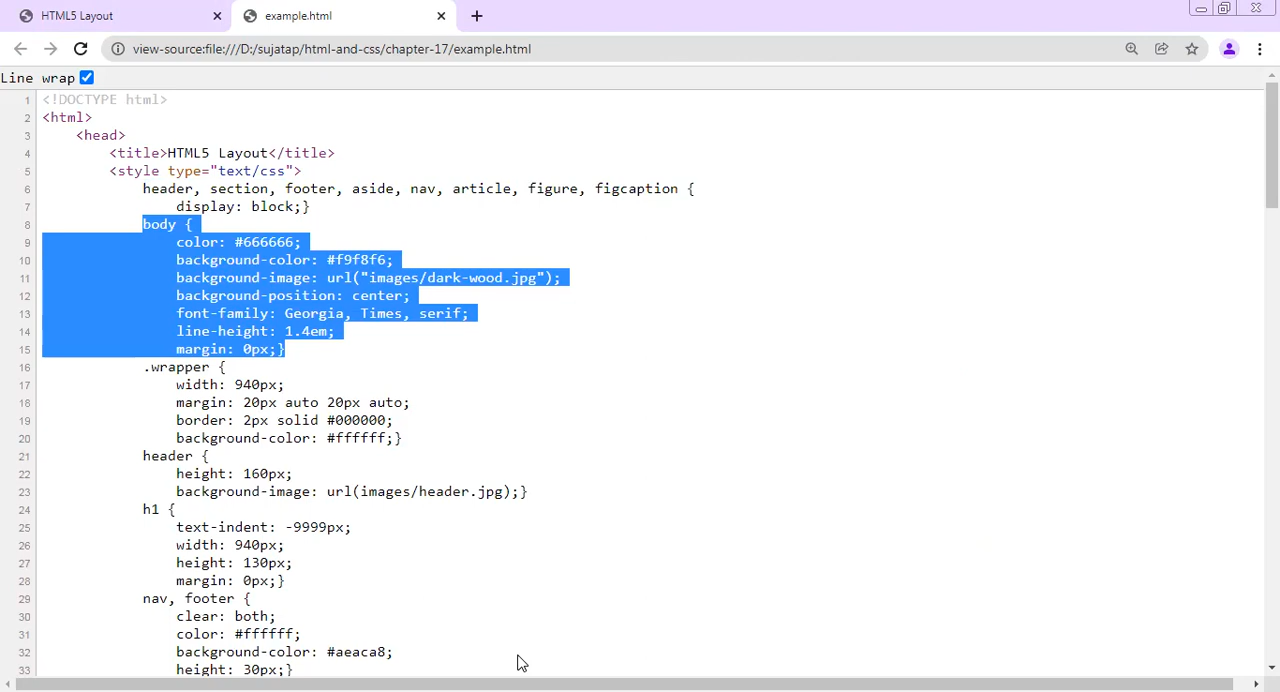 HTML5 Layout
example.html
view-source:file:///D:/sujatap/html-and-css/chapter-17/example.html
Line wrap
1 <!DOCTYPE html>
2 <html>
3 <head>
4 <title>HTML5 Layout</title>
5 <style type="text/css">
6 header, section, footer, aside, nav, article, figure, figcaption {
7 display: block;}
8 body {
9 color: #666666;
10 background-color: #f9f8f6;
11 background-image: url("images/dark-wood.jpg");
12 background-position: center;
13 font-family: Georgia, Times, serif;
14 line-height: 1.4em;
15 margin: 0px;}
16 .wrapper {
17 width: 940px;
18 margin: 20px auto 20px auto;
19 border: 2px solid #000000;
20 background-color: #ffffff;}
21 header {
22 height: 160px;
23 background-image: url(images/header.jpg);}
24 h1 {
25 text-indent: -9999px;
26 width: 940px;
27 height: 130px;
28 margin: 0px;}
29 nav, footer {
30 clear: both;
31 color: #ffffff;
32 background-color: #aeaca8;
33 height: 30px;}